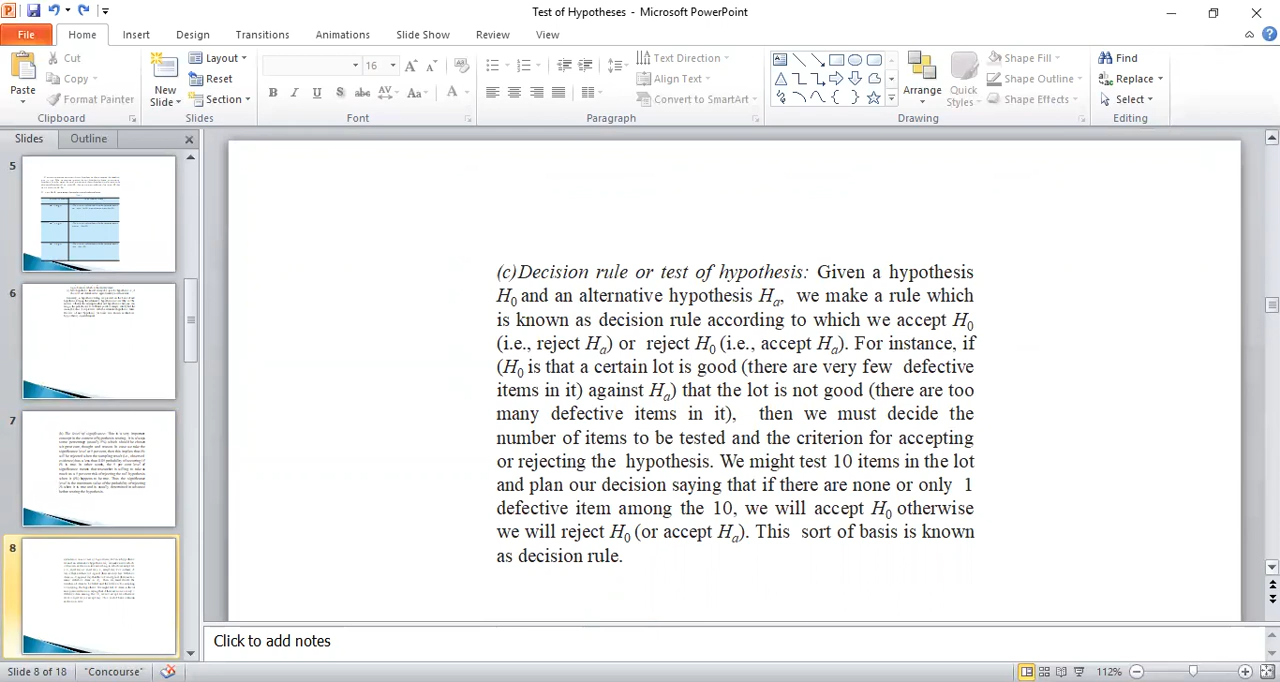 Test of Hypotheses - Microsoft PowerPoint
File Home Insert Design Transitions Animations Slide Show Review View
Paste
Cut
Copy
Format Painter
Clipboard
New
Slide
Layout
Reset
Section
Slides
16
B I U S abc AV Aa A
Font
Text Direction
Align Text
Convert to SmartArt
Paragraph
Arrange
Quick
Styles
Shape Fill
Shape Outline
Shape Effects
Drawing
Find
Replace
Select
Editing
Slides Outline
5
6
7
8
(c)Decision rule or test of hypothesis: Given a hypothesis
H0 and an alternative hypothesis Ha, we make a rule which
is known as decision rule according to which we accept H0
(i.e., reject Ha) or reject H0 (i.e., accept Ha). For instance, if
(H0 is that a certain lot is good (there are very few defective
items in it) against Ha) that the lot is not good (there are too
many defective items in it), then we must decide the
number of items to be tested and the criterion for accepting
or rejecting the hypothesis. We might test 10 items in the lot
and plan our decision saying that if there are none or only 1
defective item among the 10, we will accept H0 otherwise
we will reject H0 (or accept Ha). This sort of basis is known
as decision rule.
Click to add notes
Slide 8 of 18 "Concourse" 112%